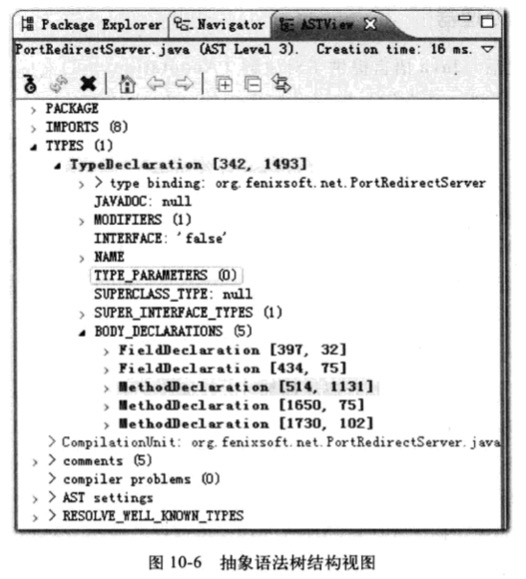 Package Explorer Navigator ASTView
PortRedirectServer.java (AST Level 3). Creation time: 16 ms.
> PACKAGE
> IMPORTS (8)
TYPES (1)
TypeDeclaration [342, 1493]
> > type binding: org.fenixsoft.net.PortRedirectServer
JAVADOC: null
> MODIFIERS (1)
INTERFACE: 'false'
> NAME
TYPE_PARAMETERS (0)
SUPERCLASS_TYPE: null
> SUPER_INTERFACE_TYPES (1)
BODY_DECLARATIONS (5)
> FieldDeclaration [397, 32]
> FieldDeclaration [434, 75]
> MethodDeclaration [514, 1131]
> MethodDeclaration [1650, 75]
> MethodDeclaration [1730, 102]
> CompilationUnit: org.fenixsoft.net.PortRedirectServer.java
> > comments (5)
> compiler problems (0)
> > AST settings
> > RESOLVE_WELL_KNOWN_TYPES
图 10-6 抽象语法树结构视图